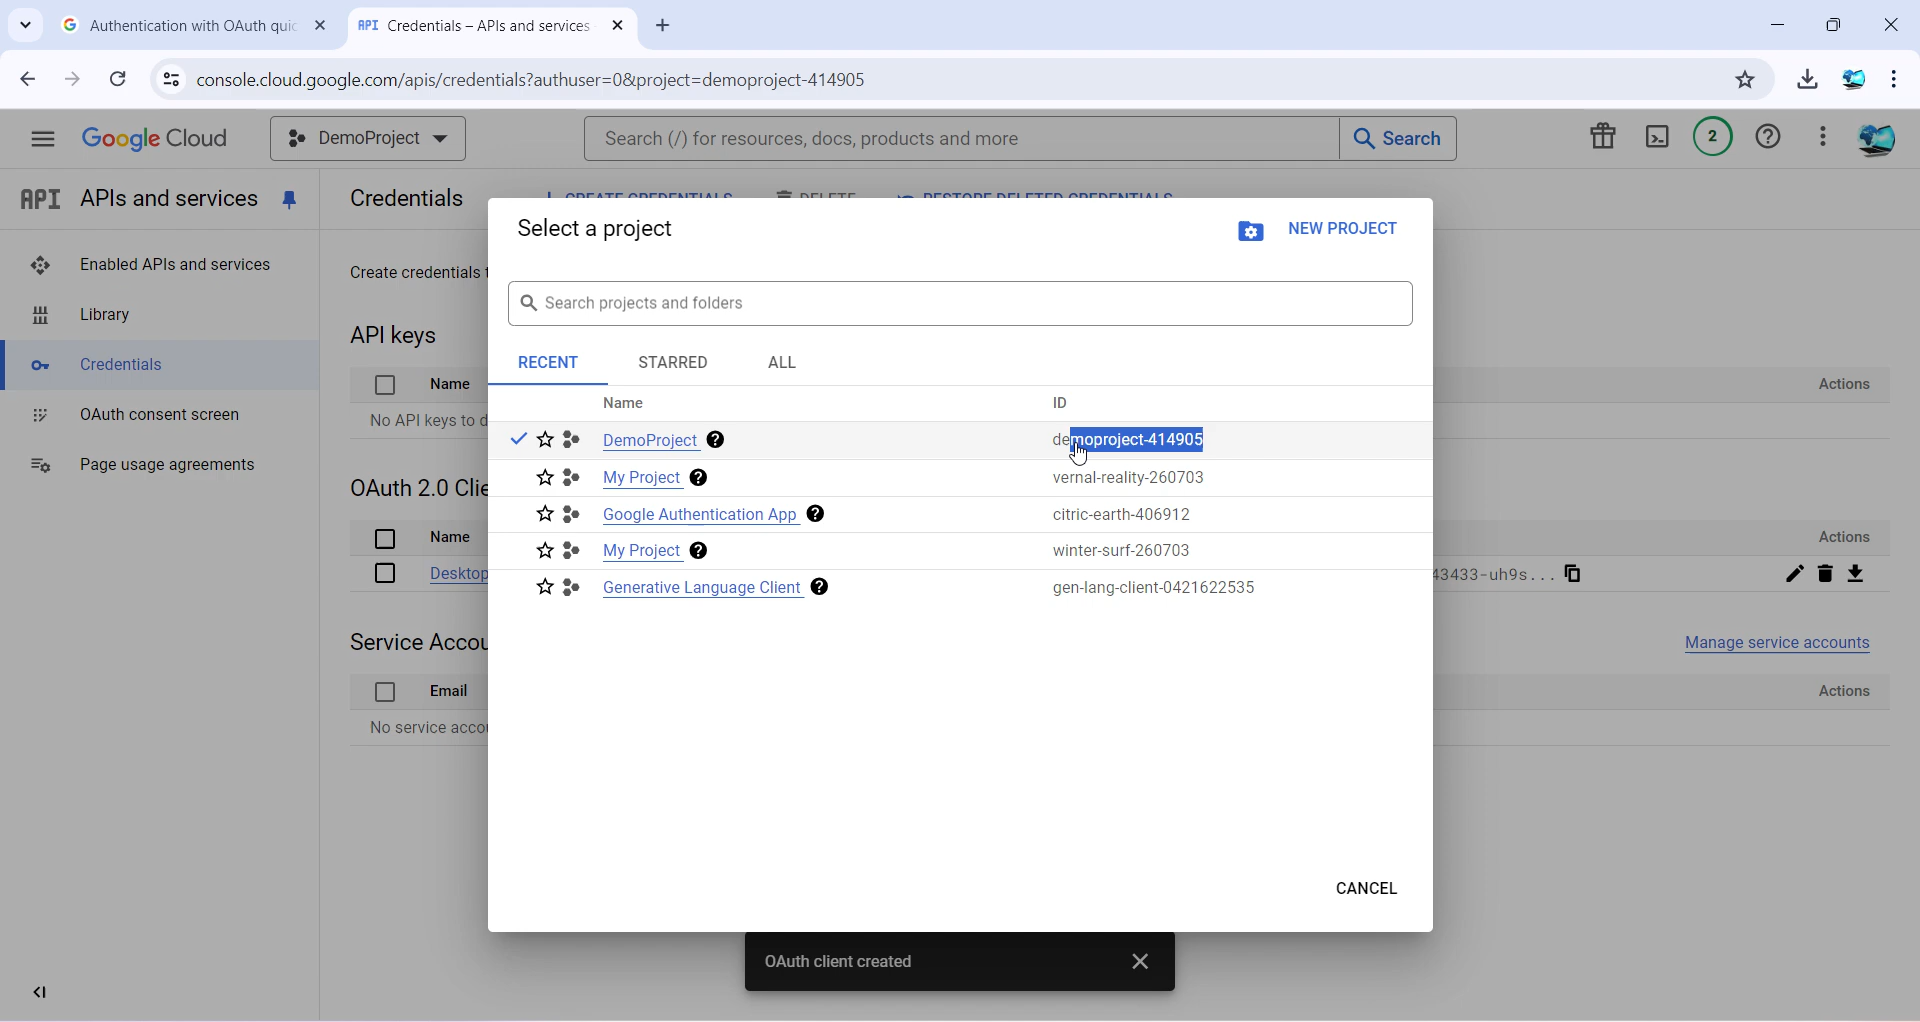 Authentication with OAuth quic
API Credentials – APIs and services
console.cloud.google.com/apis/credentials?authuser=0&project=demoproject-414905
Google Cloud
DemoProject
Search (/) for resources, docs, products and more
Search
2
API APIs and services
Credentials
CREATE CREDENTIALS
DELETE
RESTORE DELETED CREDENTIALS
Enabled APIs and services
Library
Credentials
OAuth consent screen
Page usage agreements
Create credentials t
API keys
Name
Actions
No API keys to d
OAuth 2.0 Clie
Name
Actions
Desktop
43433-uh9s...
Service Accou
Manage service accounts
Email
Actions
No service accou
Select a project
NEW PROJECT
Search projects and folders
RECENT STARRED ALL
Name ID
DemoProject demoproject-414905
My Project vernal-reality-260703
Google Authentication App citric-earth-406912
My Project winter-surf-260703
Generative Language Client gen-lang-client-0421622535
CANCEL
OAuth client created